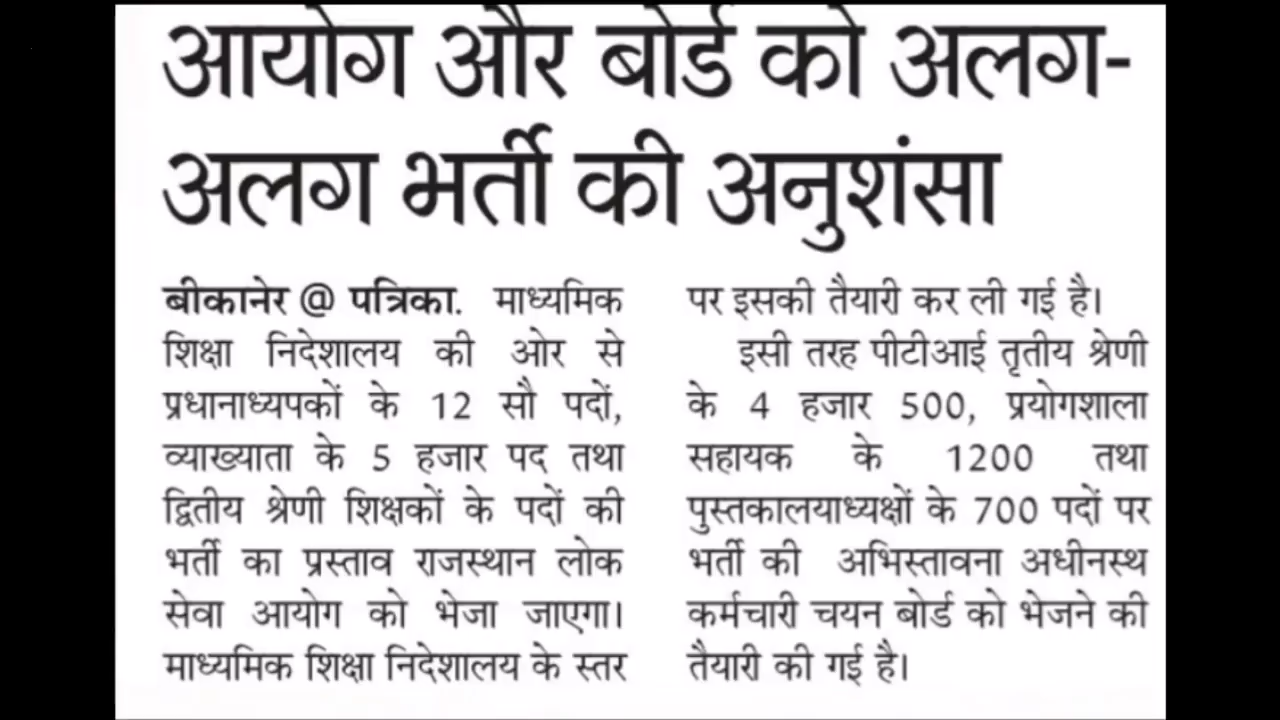 आयोग और बोर्ड को अलग-
अलग भर्ती की अनुशंसा
बीकानेर @ पत्रिका. माध्यमिक
शिक्षा निदेशालय की ओर से
प्रधानाध्यपकों के 12 सौ पदों,
व्याख्याता के 5 हजार पद तथा
द्वितीय श्रेणी शिक्षकों के पदों की
भर्ती का प्रस्ताव राजस्थान लोक
सेवा आयोग को भेजा जाएगा।
माध्यमिक शिक्षा निदेशालय के स्तर
पर इसकी तैयारी कर ली गई है।
इसी तरह पीटीआई तृतीय श्रेणी
के 4 हजार 500, प्रयोगशाला
सहायक के 1200 तथा
पुस्तकालयाध्यक्षों के 700 पदों पर
भर्ती की अभिस्तावना अधीनस्थ
कर्मचारी चयन बोर्ड को भेजने की
तैयारी की गई है।